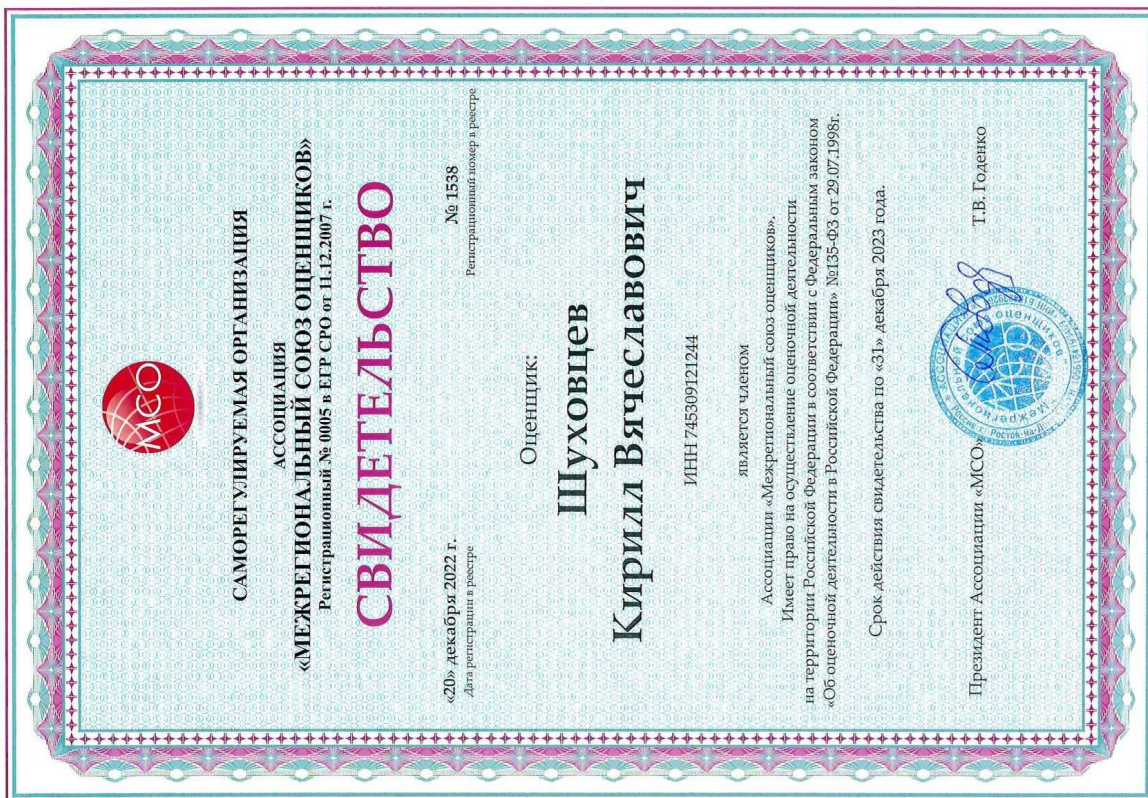 МСО
САМОРЕГУЛИРУЕМАЯ ОРГАНИЗАЦИЯ
АССОЦИАЦИЯ
«МЕЖРЕГИОНАЛЬНЫЙ СОЮЗ ОЦЕНЩИКОВ»
Регистрационный № 0005 в ЕГР СРО от 11.12.2007 г.
СВИДЕТЕЛЬСТВО
«20» декабря 2022 г. № 1538
Дата регистрации в реестре Регистрационный номер в реестре
Оценщик:
Шуховцев
Кирилл Вячеславович
ИНН 745309121244
является членом
Ассоциации «Межрегиональный союз оценщиков».
Имеет право на осуществление оценочной деятельности
на территории Российской Федерации в соответствии с Федеральным законом
«Об оценочной деятельности в Российской Федерации» №135-ФЗ от 29.07.1998г.
Срок действия свидетельства по «31» декабря 2023 года.
Президент Ассоциации «МСО» Т.В. Годенко
Межрегиональный союз оценщиков